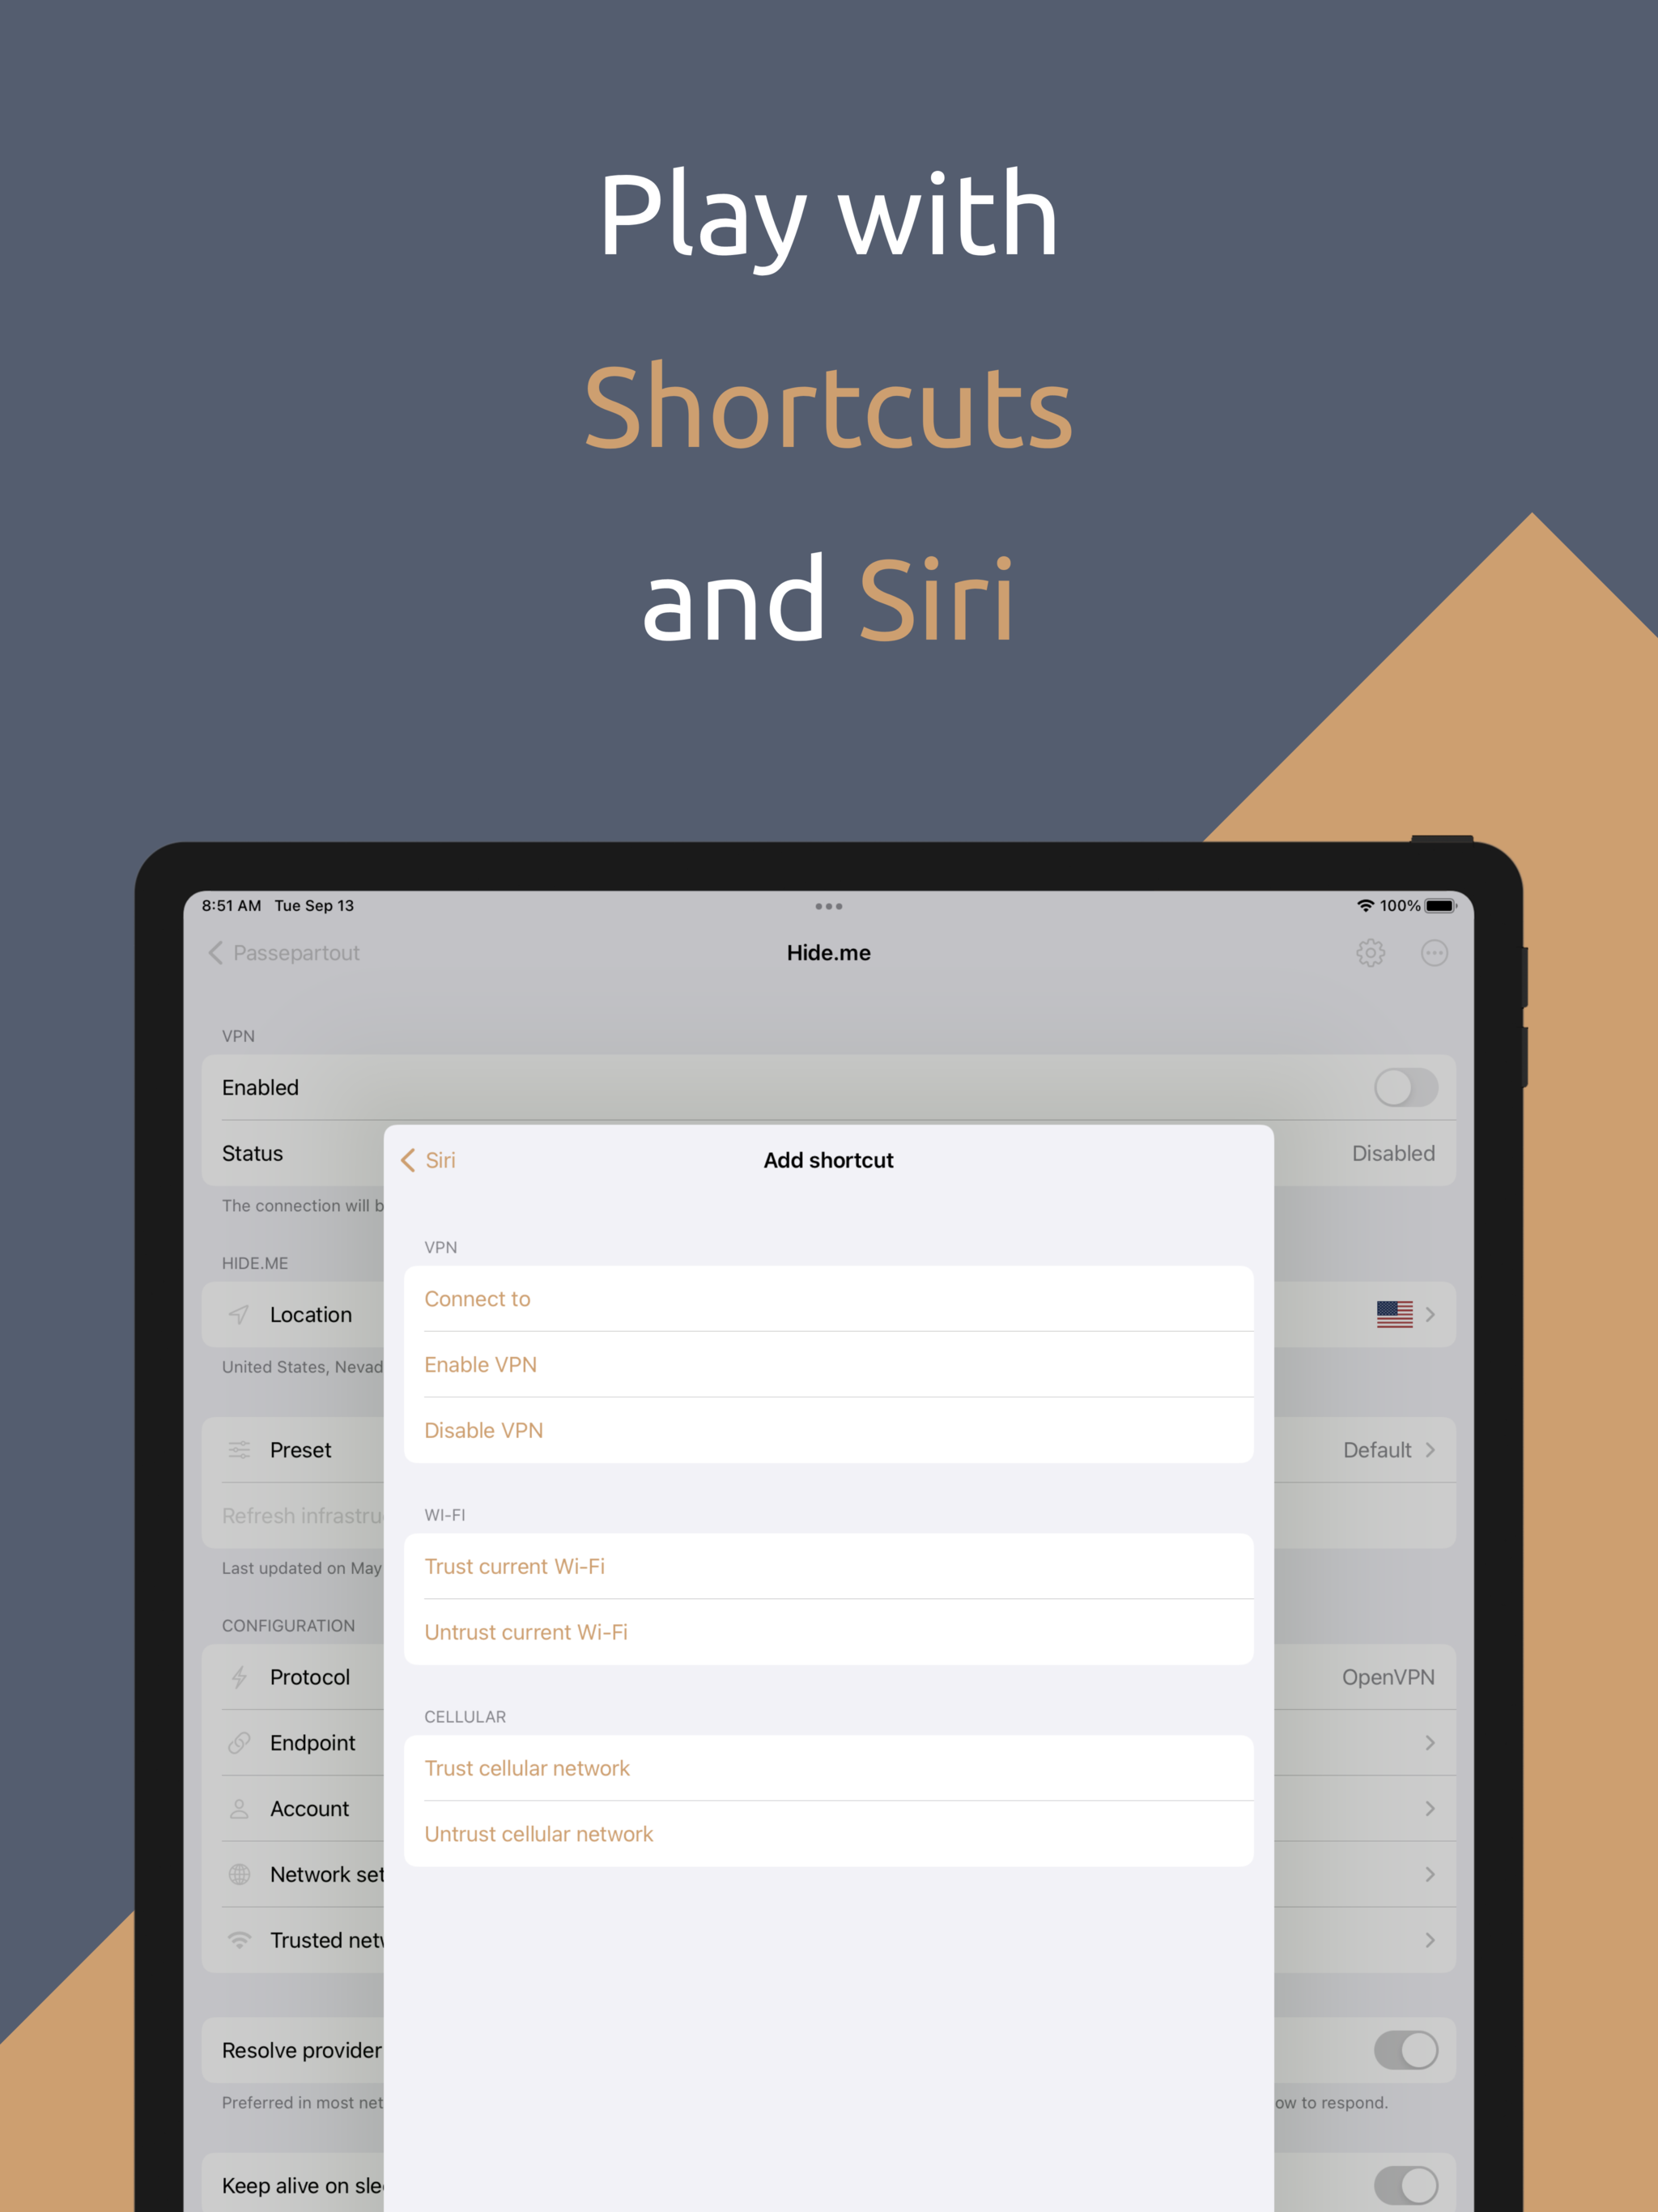 Play with
Shortcuts
and Siri
8:51 AM Tue Sep 13
100%
Passepartout
Hide.me
VPN
Enabled
Status
Disabled
The connection will b
HIDE.ME
Location
United States, Nevad
Preset
Default
Refresh infrastru
Last updated on May
CONFIGURATION
Protocol
OpenVPN
Endpoint
Account
Network set
Trusted netw
Resolve provider
Preferred in most net
ow to respond.
Keep alive on sle
Siri
Add shortcut
VPN
Connect to
Enable VPN
Disable VPN
WI-FI
Trust current Wi-Fi
Untrust current Wi-Fi
CELLULAR
Trust cellular network
Untrust cellular network